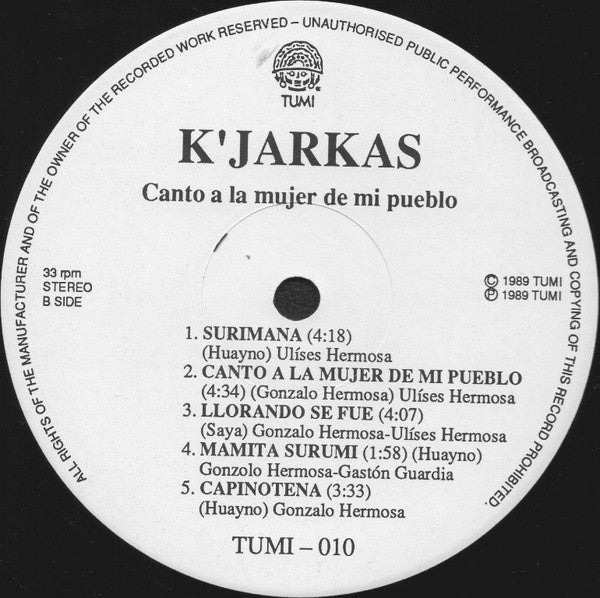 ALL RIGHTS OF THE MANUFACTURER AND OF THE OWNER OF THE RECORDED WORK RESERVED – UNAUTHORISED PUBLIC PERFORMANCE BROADCASTING AND COPYING OF THIS RECORD PROHIBITED.
TUMI
K'JARKAS
Canto a la mujer de mi pueblo
33 rpm
STEREO
B SIDE
© 1989 TUMI
℗ 1989 TUMI
1. SURIMANA (4:18)
(Huayno) Ulíses Hermosa
2. CANTO A LA MUJER DE MI PUEBLO
(4:34) (Gonzalo Hermosa) Ulíses Hermosa
3. LLORANDO SE FUE (4:07)
(Saya) Gonzalo Hermosa-Ulíses Hermosa
4. MAMITA SURUMI (1:58) (Huayno)
Gonzolo Hermosa-Gastón Guardia
5. CAPINOTENA (3:33)
(Huayno) Gonzalo Hermosa
TUMI – 010